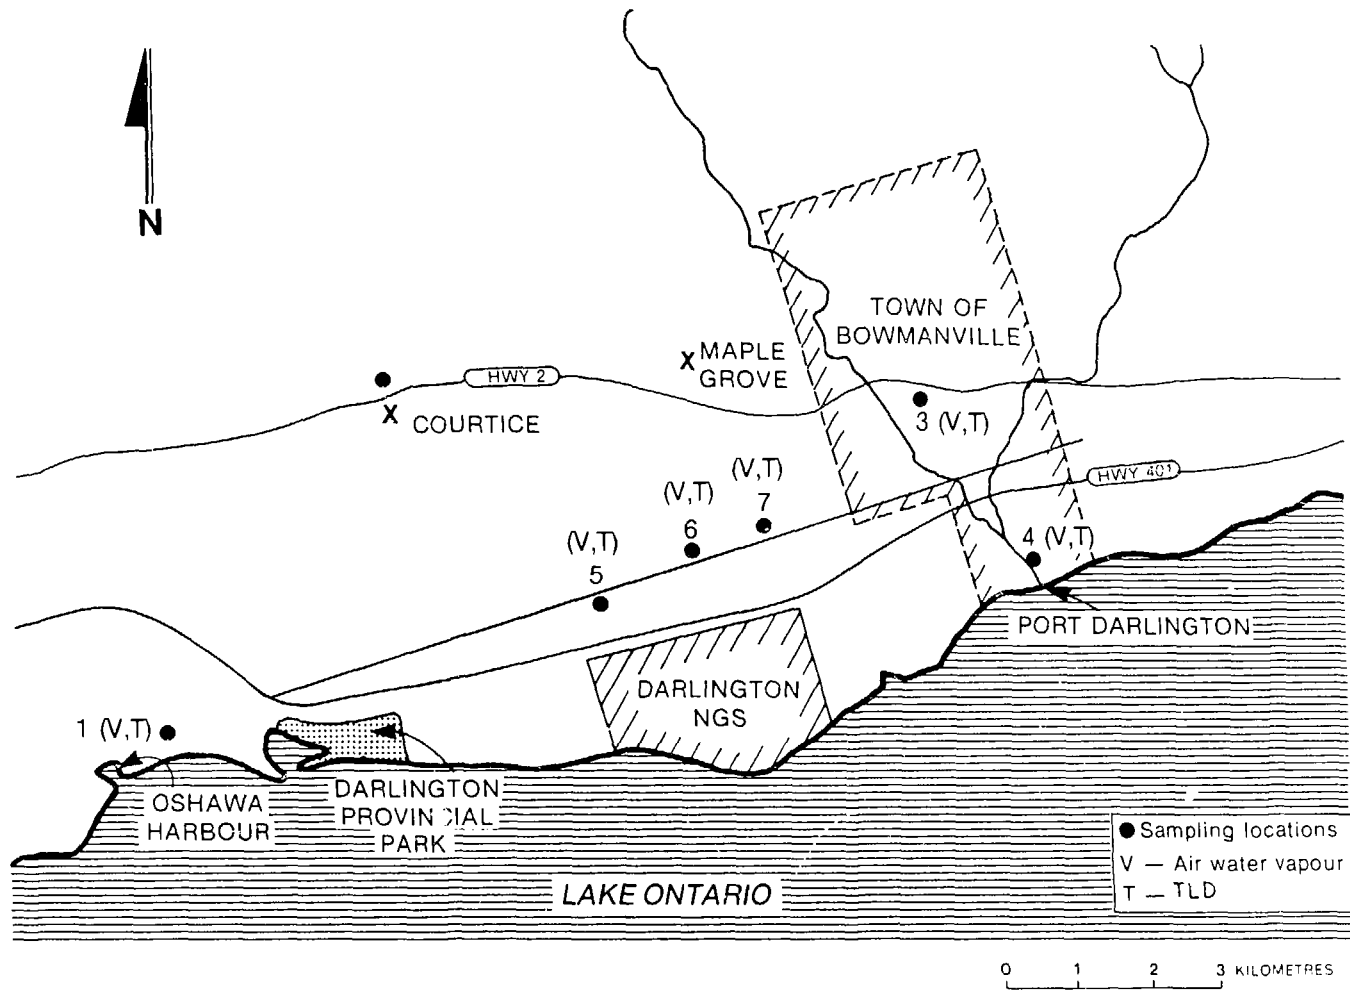 N
TOWN OF
BOWMANVILLE
X MAPLE
GROVE
HWY 2
X COURTICE
3 (V,T)
HWY 401
(V,T)
7
(V,T)
6
(V,T)
5
4 (V,T)
PORT DARLINGTON
DARLINGTON
NGS
1 (V,T)
OSHAWA
HARBOUR
DARLINGTON
PROVINCIAL
PARK
LAKE ONTARIO
Sampling locations
V — Air water vapour
T — TLD
0 1 2 3 KILOMETRES